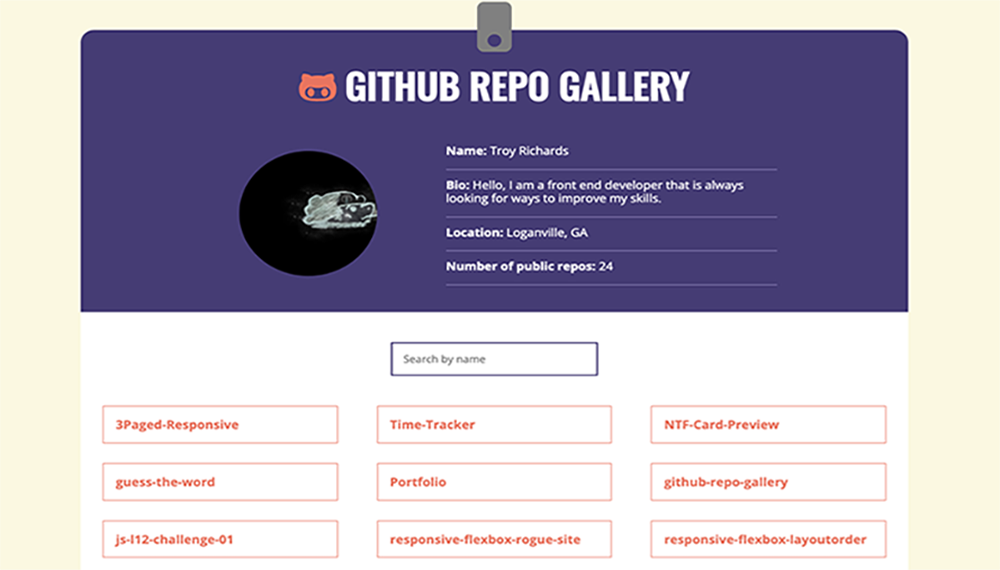 GITHUB REPO GALLERY
Name: Troy Richards
Bio: Hello, I am a front end developer that is always
looking for ways to improve my skills.
Location: Loganville, GA
Number of public repos: 24
Search by name
3Paged-Responsive
Time-Tracker
NTF-Card-Preview
guess-the-word
Portfolio
github-repo-gallery
js-l12-challenge-01
responsive-flexbox-rogue-site
responsive-flexbox-layoutorder